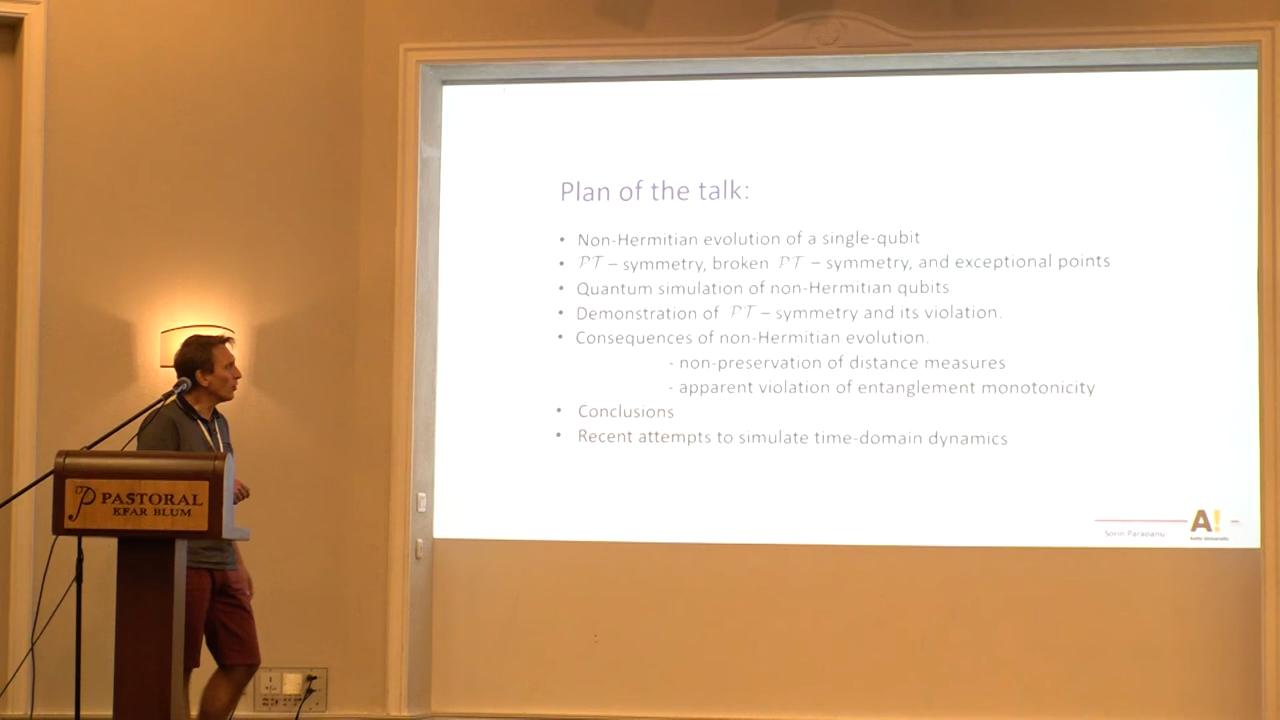 Plan of the talk:
• Non-Hermitian evolution of a single-qubit
• PT – symmetry, broken PT – symmetry, and exceptional points
• Quantum simulation of non-Hermitian qubits
• Demonstration of PT – symmetry and its violation.
• Consequences of non-Hermitian evolution.
- non-preservation of distance measures
- apparent violation of entanglement monotonicity
• Conclusions
• Recent attempts to simulate time-domain dynamics
A!
Sorin Paraoanu
Aalto University
P PASTORAL
KFAR BLUM